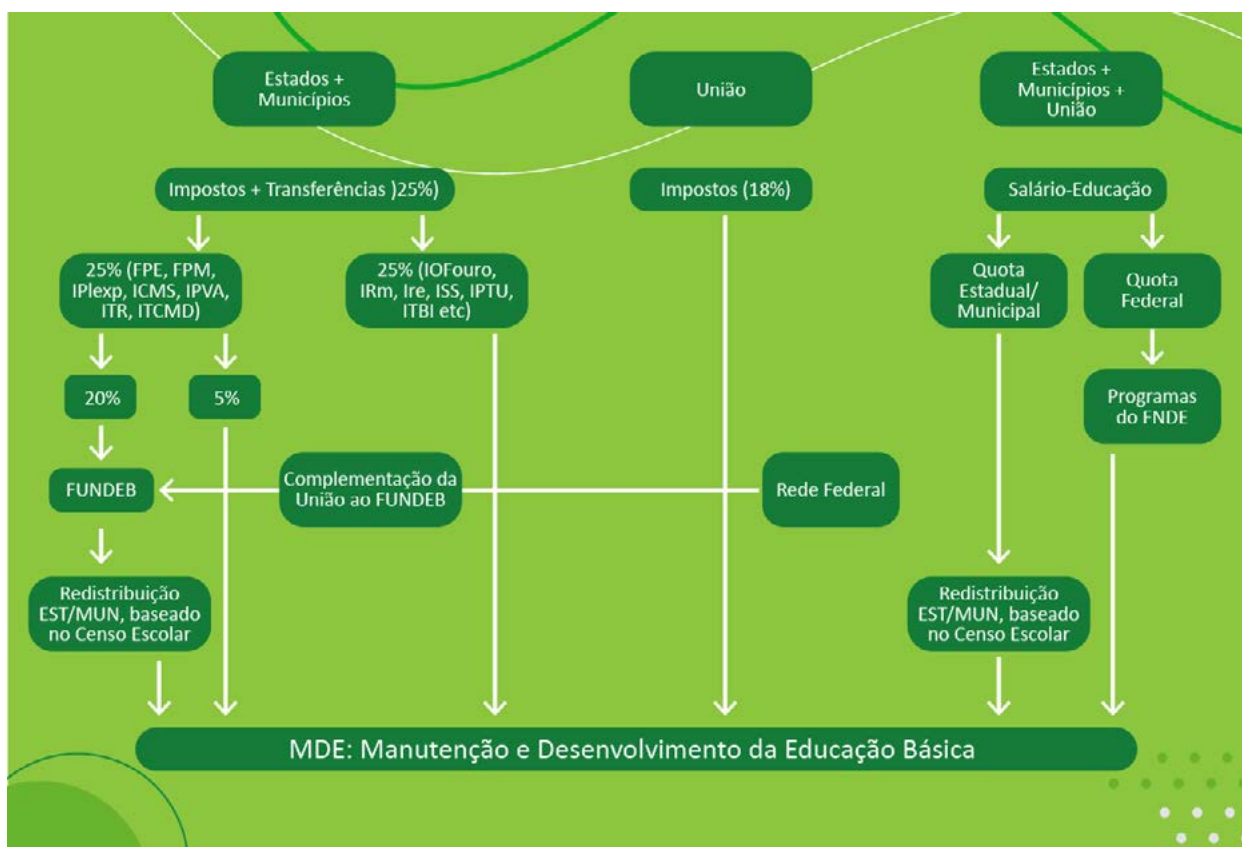 Estados +
Municípios
União
Estados +
Municípios +
União
Impostos + Transferências )25%)
Impostos (18%)
Salário-Educação
25% (FPE, FPM,
IPlexp, ICMS, IPVA,
ITR, ITCMD)
25% (IOFouro,
IRm, Ire, ISS, IPTU,
ITBI etc)
Quota
Estadual/
Municipal
Quota
Federal
20%
5%
Programas
do FNDE
FUNDEB
Complementação da
União ao FUNDEB
Rede Federal
Redistribuição
EST/MUN, baseado
no Censo Escolar
Redistribuição
EST/MUN, baseado
no Censo Escolar
MDE: Manutenção e Desenvolvimento da Educação Básica